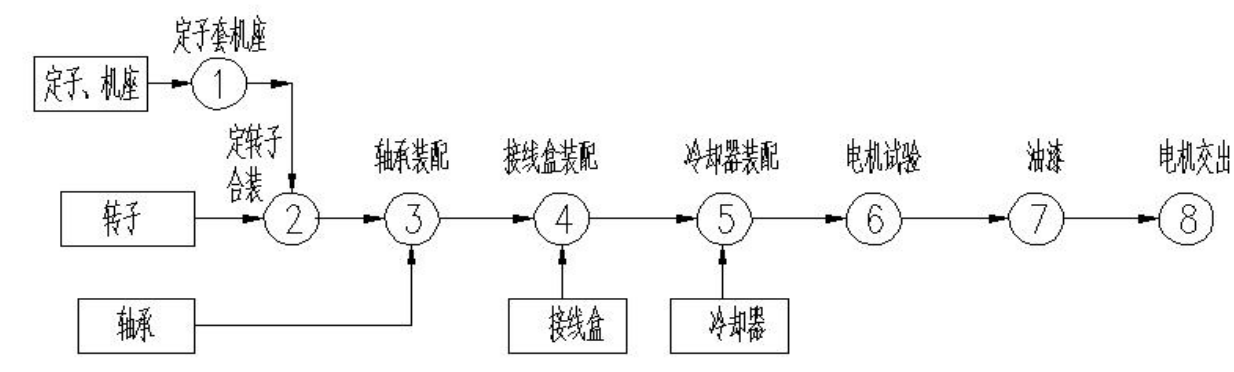 定子套机座
定子、机座
1
定转子
合装
轴承装配
接线盒装配
冷却器装配
电机试验
油漆
电机交出
转子
2
3
4
5
6
7
8
轴承
接线盒
冷却器